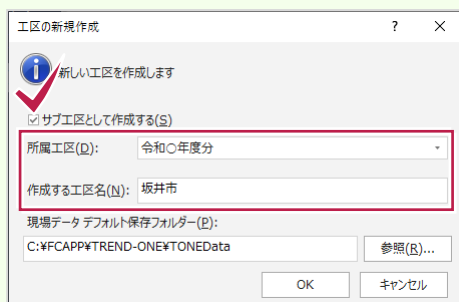 工区の新規作成
? ×
新しい工区を作成します
サブ工区として作成する(S)
所属工区(D): 令和○年度分
作成する工区名(N): 坂井市
現場データ デフォルト保存フォルダー(P):
C:¥FCAPP¥TREND-ONE¥TONEData 参照(R)...
OK キャンセル